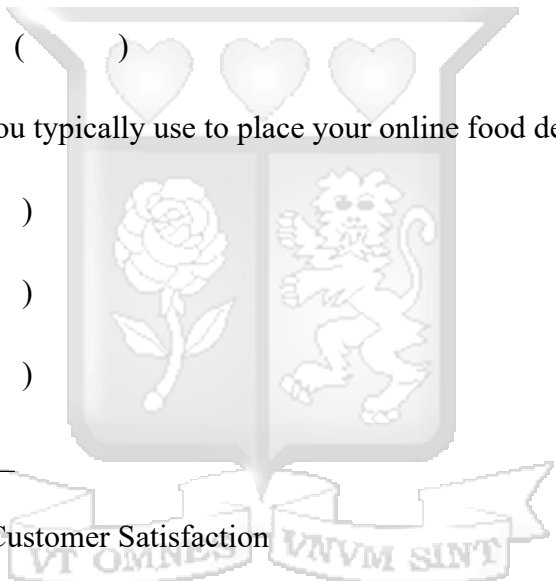 ( )
ou typically use to place your online food de
)
)
)
Customer Satisfaction
VT OMNES VNVM SINT